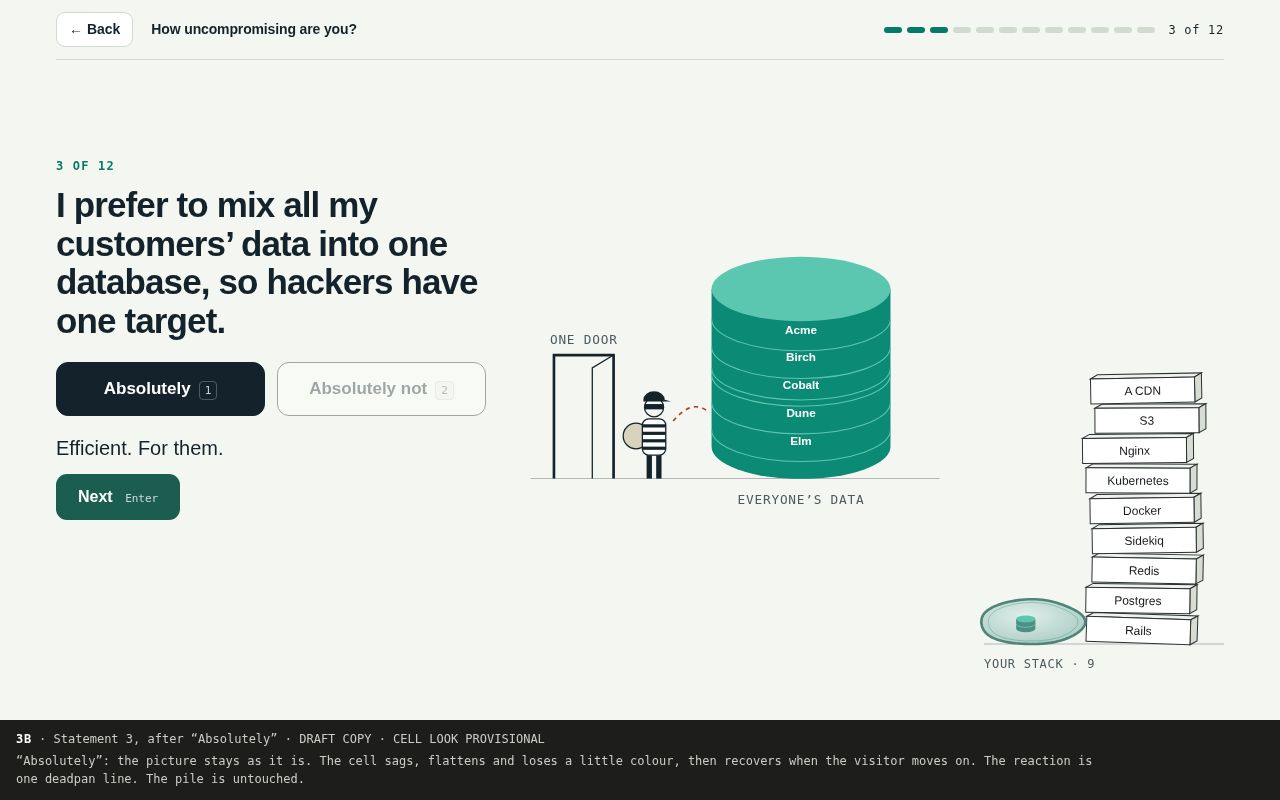 ← Back
How uncompromising are you?
3 of 12
3 OF 12
I prefer to mix all my
customers’ data into one
database, so hackers have
one target.
Absolutely 1
Absolutely not 2
Efficient. For them.
Next Enter
ONE DOOR
Acme
Birch
Cobalt
Dune
Elm
EVERYONE’S DATA
A CDN
S3
Nginx
Kubernetes
Docker
Sidekiq
Redis
Postgres
Rails
YOUR STACK · 9
3B · Statement 3, after “Absolutely” · DRAFT COPY · CELL LOOK PROVISIONAL
“Absolutely”: the picture stays as it is. The cell sags, flattens and loses a little colour, then recovers when the visitor moves on. The reaction is
one deadpan line. The pile is untouched.